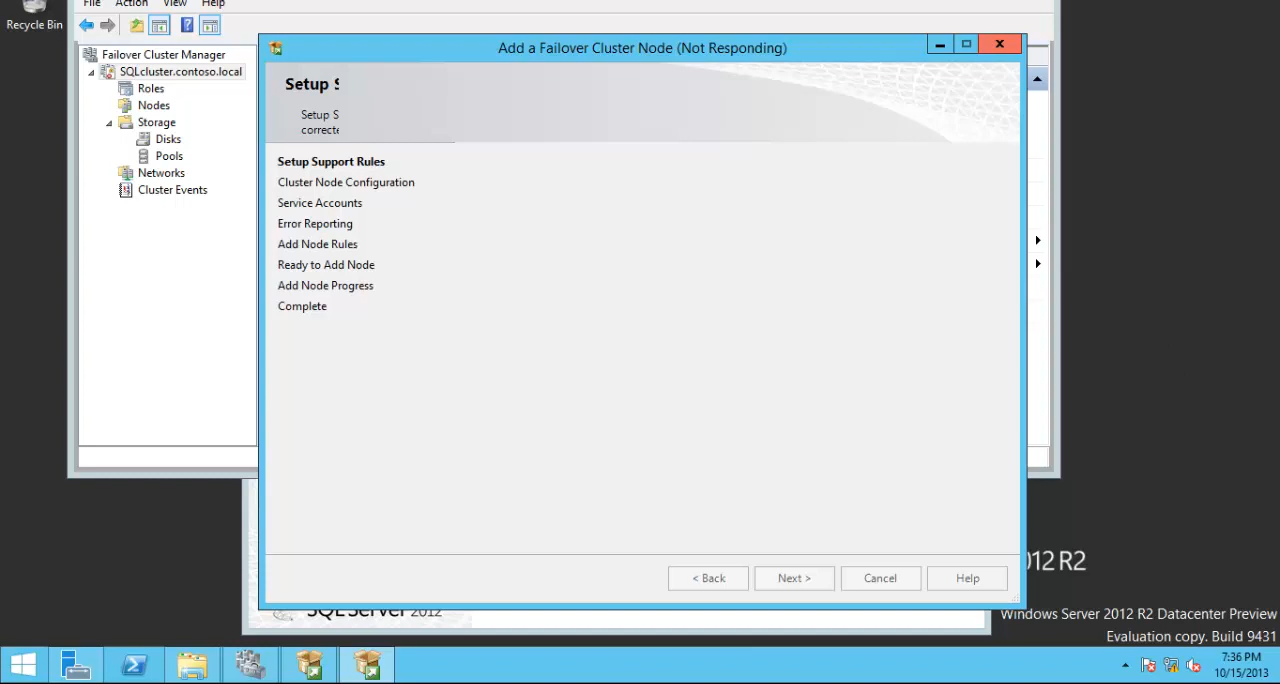 Recycle Bin
File Action View Help
Failover Cluster Manager
SQLcluster.contoso.local
Roles
Nodes
Storage
Disks
Pools
Networks
Cluster Events
Add a Failover Cluster Node (Not Responding)
Setup S
Setup S
correcte
Setup Support Rules
Cluster Node Configuration
Service Accounts
Error Reporting
Add Node Rules
Ready to Add Node
Add Node Progress
Complete
< Back Next > Cancel Help
SQL Server 2012
012 R2
Windows Server 2012 R2 Datacenter Preview
Evaluation copy. Build 9431
7:36 PM
10/15/2013